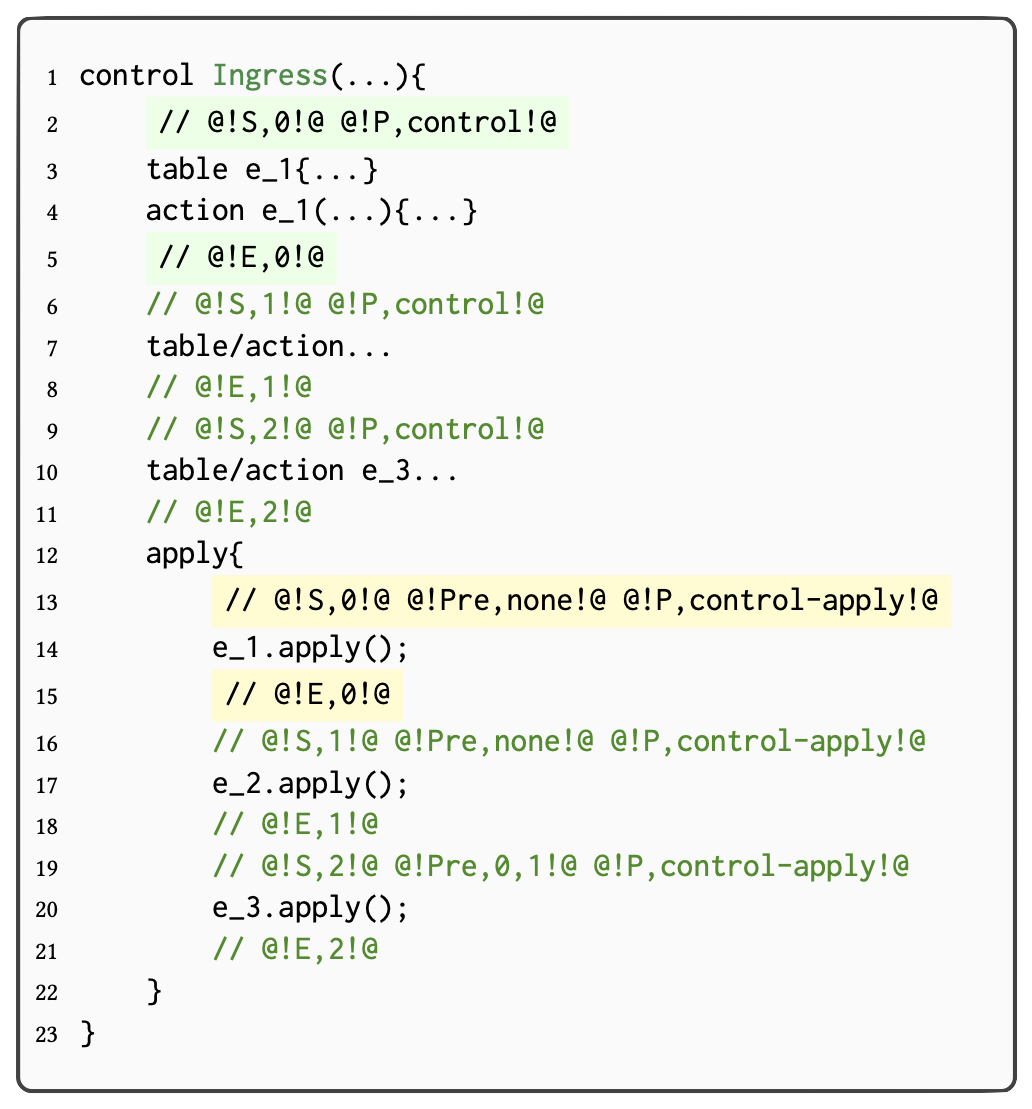 1 control Ingress(...){
2 // @!S,0!@ @!P,control!@
3 table e_1{...}
4 action e_1(...){...}
5 // @!E,0!@
6 // @!S,1!@ @!P,control!@
7 table/action...
8 // @!E,1!@
9 // @!S,2!@ @!P,control!@
10 table/action e_3...
11 // @!E,2!@
12 apply{
13 // @!S,0!@ @!Pre,none!@ @!P,control-apply!@
14 e_1.apply();
15 // @!E,0!@
16 // @!S,1!@ @!Pre,none!@ @!P,control-apply!@
17 e_2.apply();
18 // @!E,1!@
19 // @!S,2!@ @!Pre,0,1!@ @!P,control-apply!@
20 e_3.apply();
21 // @!E,2!@
22 }
23 }